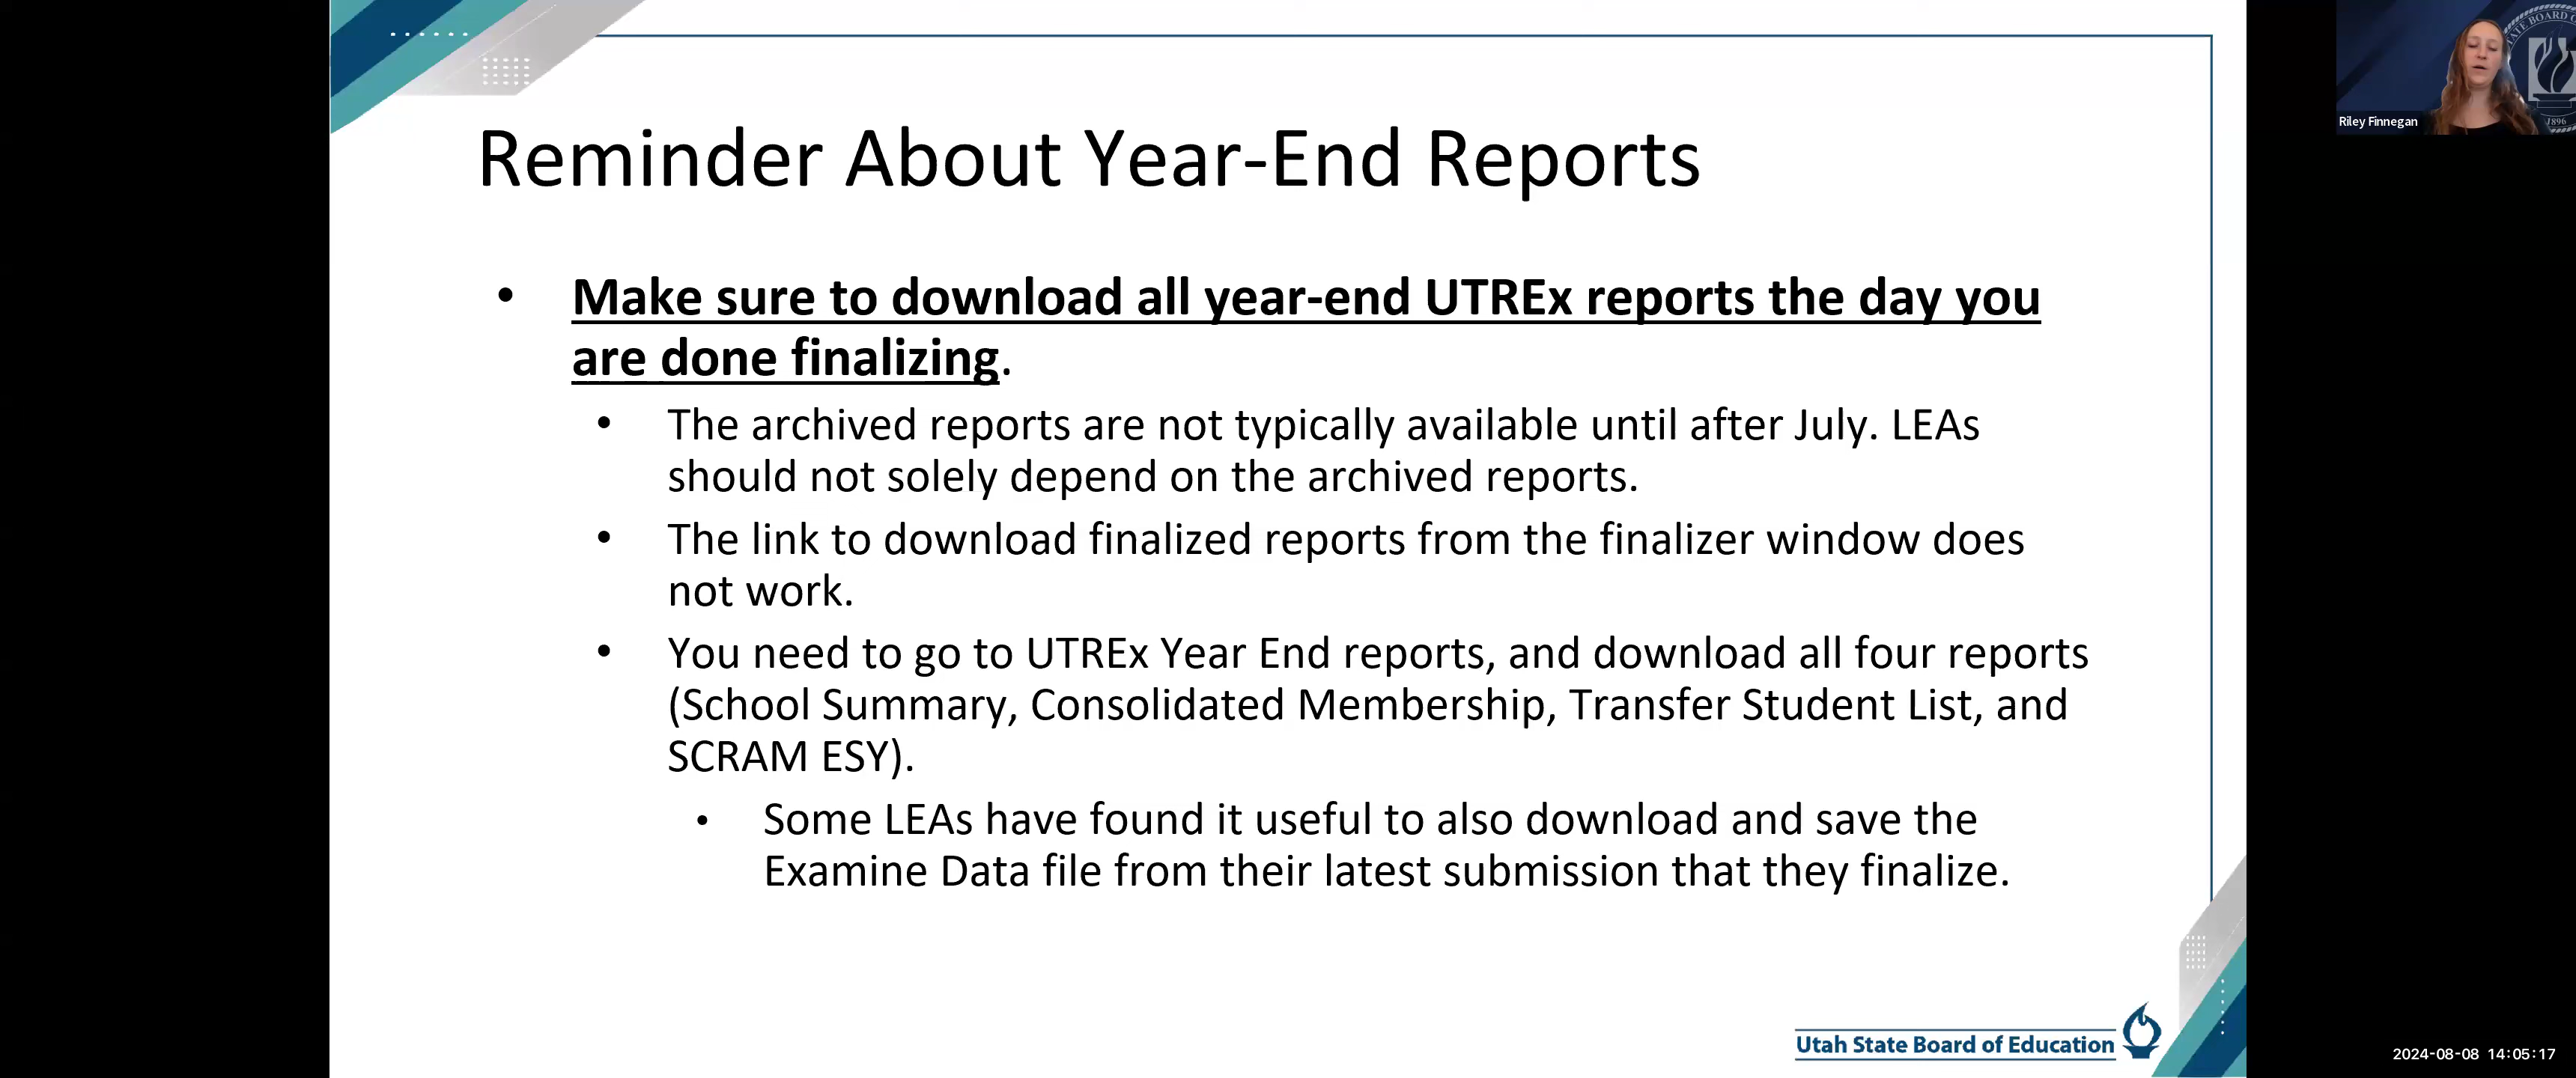 Reminder About Year-End Reports
• Make sure to download all year-end UTREx reports the day you
are done finalizing.
• The archived reports are not typically available until after July. LEAs
should not solely depend on the archived reports.
• The link to download finalized reports from the finalizer window does
not work.
• You need to go to UTREx Year End reports, and download all four reports
(School Summary, Consolidated Membership, Transfer Student List, and
SCRAM ESY).
• Some LEAs have found it useful to also download and save the
Examine Data file from their latest submission that they finalize.
Utah State Board of Education
Riley Finnegan
1896
2024-08-08 14:05:17